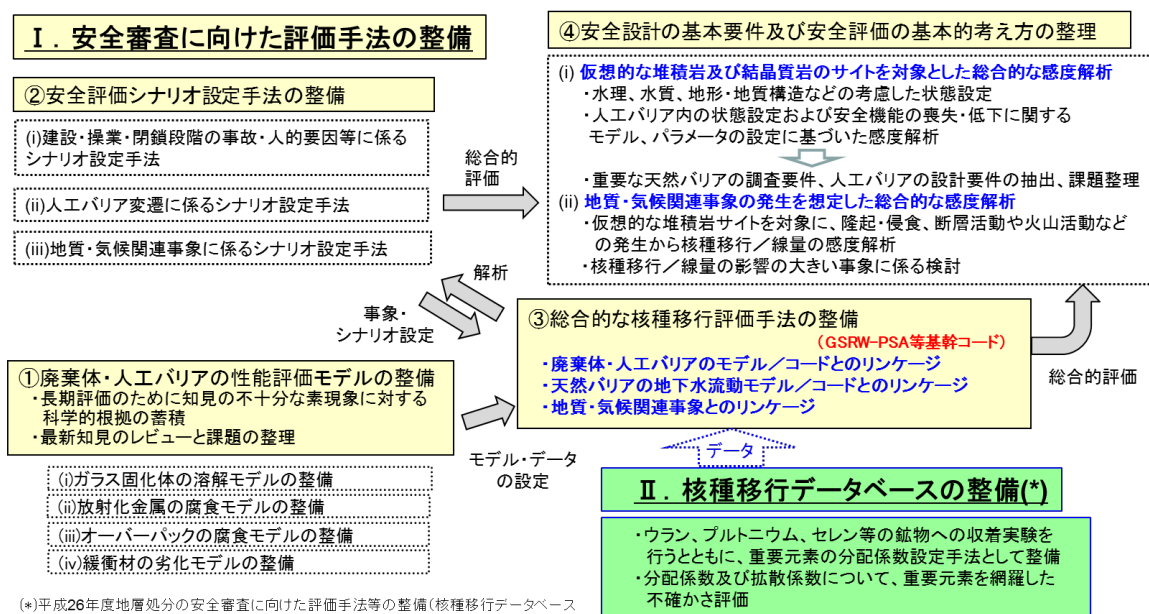 Ⅰ．安全審査に向けた評価手法の整備
②安全評価シナリオ設定手法の整備
(i)建設・操業・閉鎖段階の事故・人的要因等に係る
シナリオ設定手法
(ii)人工バリア変遷に係るシナリオ設定手法
(iii)地質・気候関連事象に係るシナリオ設定手法
総合的
評価
④安全設計の基本要件及び安全評価の基本的考え方の整理
(i) 仮想的な堆積岩及び結晶質岩のサイトを対象とした総合的な感度解析
・水理、水質、地形・地質構造などの考慮した状態設定
・人工バリア内の状態設定および安全機能の喪失・低下に関する
モデル、パラメータの設定に基づいた感度解析
・重要な天然バリアの調査要件、人工バリアの設計要件の抽出、課題整理
(ii) 地質・気候関連事象の発生を想定した総合的な感度解析
・仮想的な堆積岩サイトを対象に、隆起・侵食、断層活動や火山活動など
の発生から核種移行／線量の感度解析
・核種移行／線量の影響の大きい事象に係る検討
解析
事象・
シナリオ設定
③総合的な核種移行評価手法の整備
（GSRW-PSA等基幹コード）
・廃棄体・人工バリアのモデル／コードとのリンケージ
・天然バリアの地下水流動モデル／コードとのリンケージ
・地質・気候関連事象とのリンケージ
総合的評価
①廃棄体・人工バリアの性能評価モデルの整備
・長期評価のために知見の不十分な素現象に対する
科学的根拠の蓄積
・最新知見のレビューと課題の整理
モデル・データ
の設定
(i)ガラス固化体の溶解モデルの整備
(ii)放射化金属の腐食モデルの整備
(iii)オーバーパックの腐食モデルの整備
(iv)緩衝材の劣化モデルの整備
データ
Ⅱ．核種移行データベースの整備(*)
・ウラン、プルトニウム、セレン等の鉱物への収着実験を
行うとともに、重要元素の分配係数設定手法として整備
・分配係数及び拡散係数について、重要元素を網羅した
不確かさ評価
(*)平成26年度地層処分の安全審査に向けた評価手法等の整備(核種移行データベース